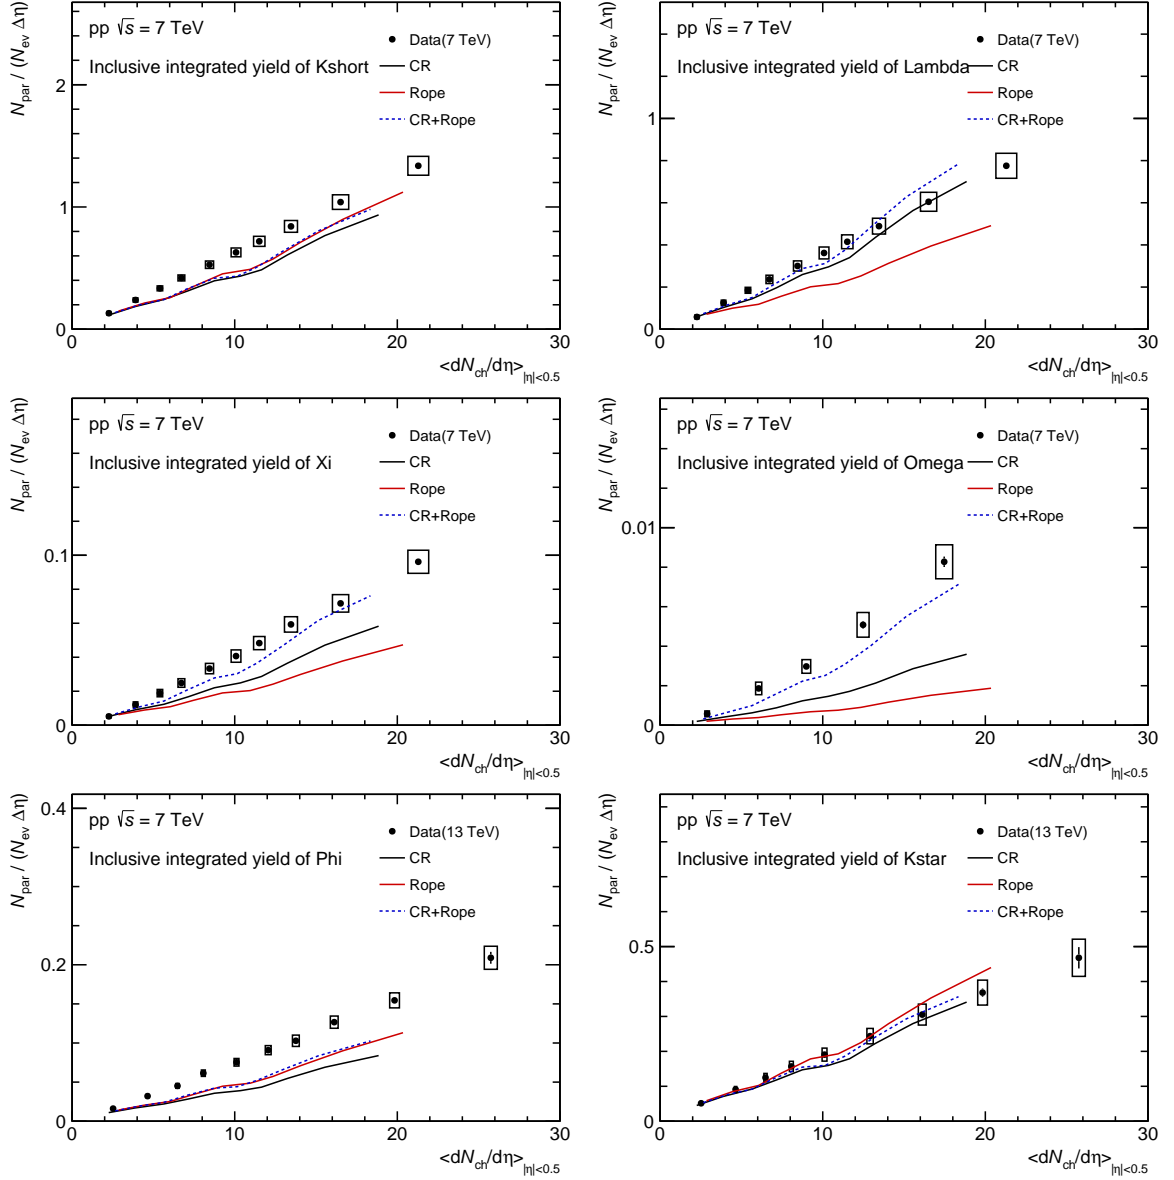 pp √s = 7 TeV
Inclusive integrated yield of Kshort
Data(7 TeV)
CR
Rope
CR+Rope
N_par / (N_ev Δη)
2
1
0
0 10 20 30
<dN_ch/dη>_|η|<0.5
pp √s = 7 TeV
Inclusive integrated yield of Lambda
Data(7 TeV)
CR
Rope
CR+Rope
N_par / (N_ev Δη)
1
0
0 10 20 30
<dN_ch/dη>_|η|<0.5
pp √s = 7 TeV
Inclusive integrated yield of Xi
Data(7 TeV)
CR
Rope
CR+Rope
N_par / (N_ev Δη)
0.1
0
0 10 20 30
<dN_ch/dη>_|η|<0.5
pp √s = 7 TeV
Inclusive integrated yield of Omega
Data(7 TeV)
CR
Rope
CR+Rope
N_par / (N_ev Δη)
0.01
0
0 10 20 30
<dN_ch/dη>_|η|<0.5
pp √s = 7 TeV
Inclusive integrated yield of Phi
Data(13 TeV)
CR
Rope
CR+Rope
N_par / (N_ev Δη)
0.4
0.2
0
0 10 20 30
<dN_ch/dη>_|η|<0.5
pp √s = 7 TeV
Inclusive integrated yield of Kstar
Data(13 TeV)
CR
Rope
CR+Rope
N_par / (N_ev Δη)
0.5
0
0 10 20 30
<dN_ch/dη>_|η|<0.5